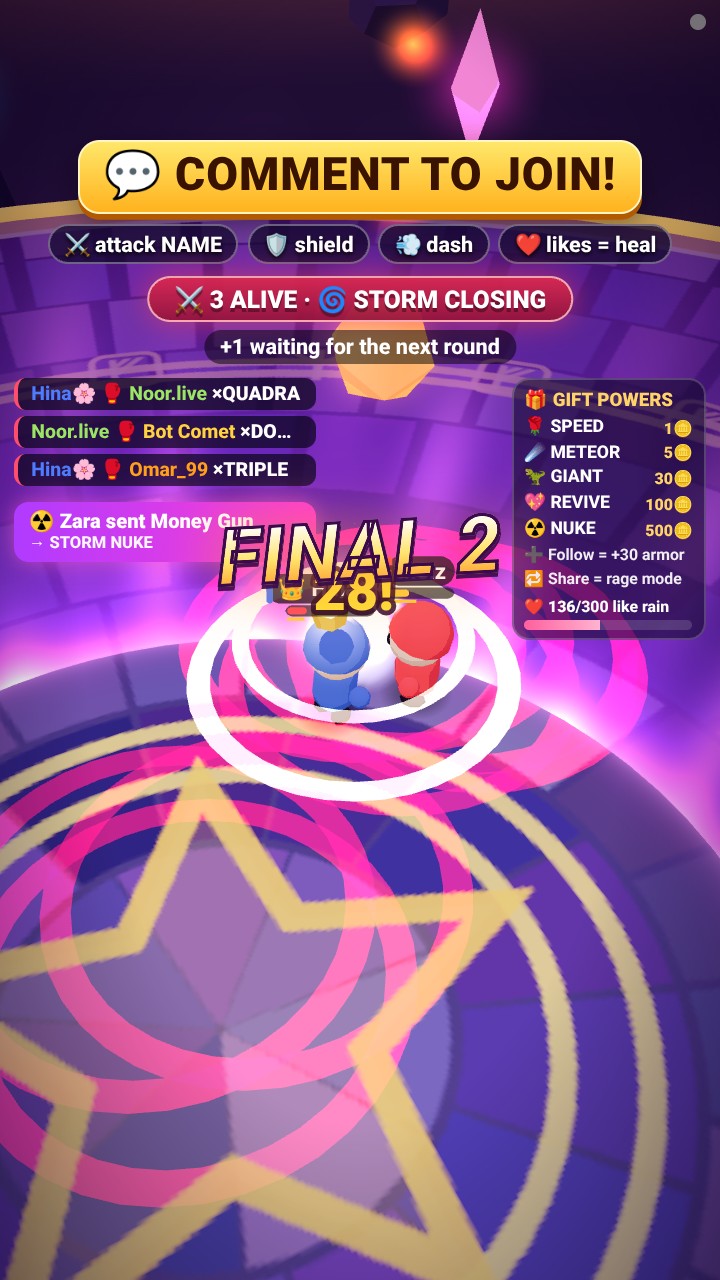 💬 COMMENT TO JOIN!
⚔️ attack NAME 🛡️ shield 💨 dash ❤️ likes = heal
⚔️ 3 ALIVE · 🌀 STORM CLOSING
+1 waiting for the next round
Hina🌸 🥊 Noor.live ×QUADRA
Noor.live 🥊 Bot Comet ×DO...
Hina🌸 🥊 Omar_99 ×TRIPLE
☢️ Zara sent Money Gun
→ STORM NUKE
🎁 GIFT POWERS
🌹 SPEED 1🪙
☄️ METEOR 5🪙
🦖 GIANT 30🪙
💖 REVIVE 100🪙
☢️ NUKE 500🪙
➕ Follow = +30 armor
🔁 Share = rage mode
❤️ 136/300 like rain
FINAL 2
z
28!